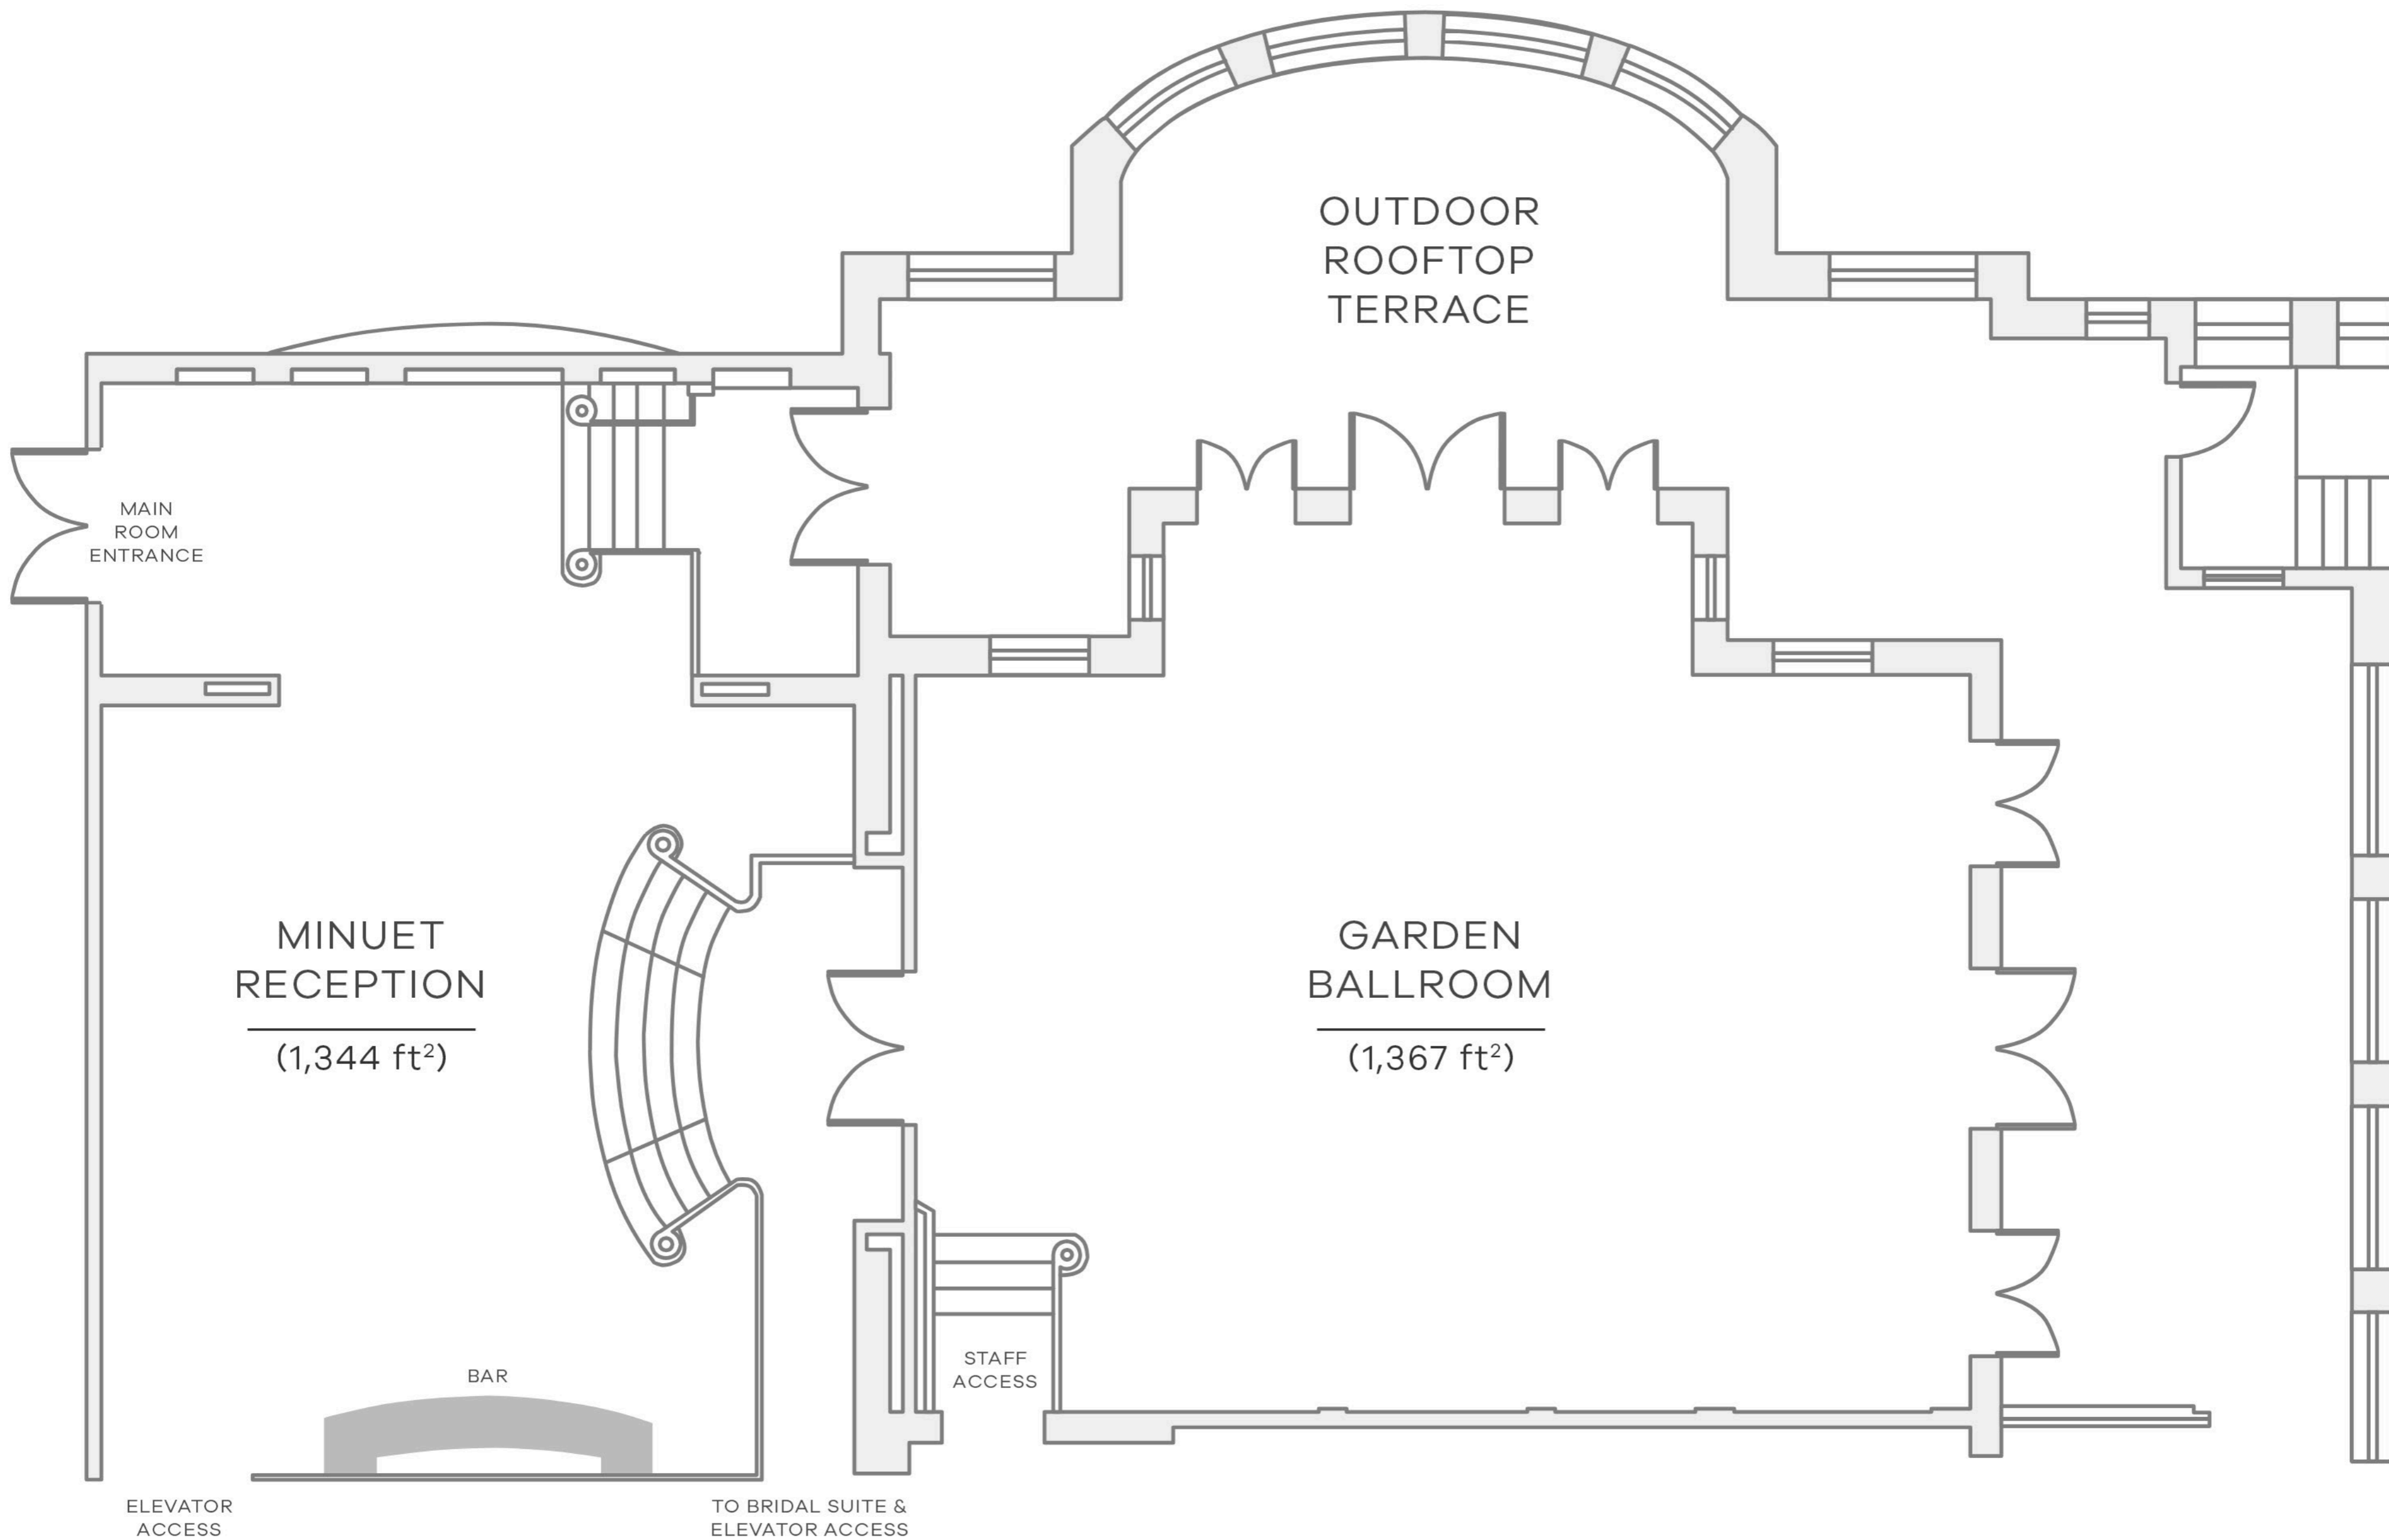 OUTDOOR
ROOFTOP
TERRACE
MAIN
ROOM
ENTRANCE
MINUET
RECEPTION
(1,344 ft²)
GARDEN
BALLROOM
(1,367 ft²)
STAFF
ACCESS
BAR
ELEVATOR
ACCESS
TO BRIDAL SUITE &
ELEVATOR ACCESS